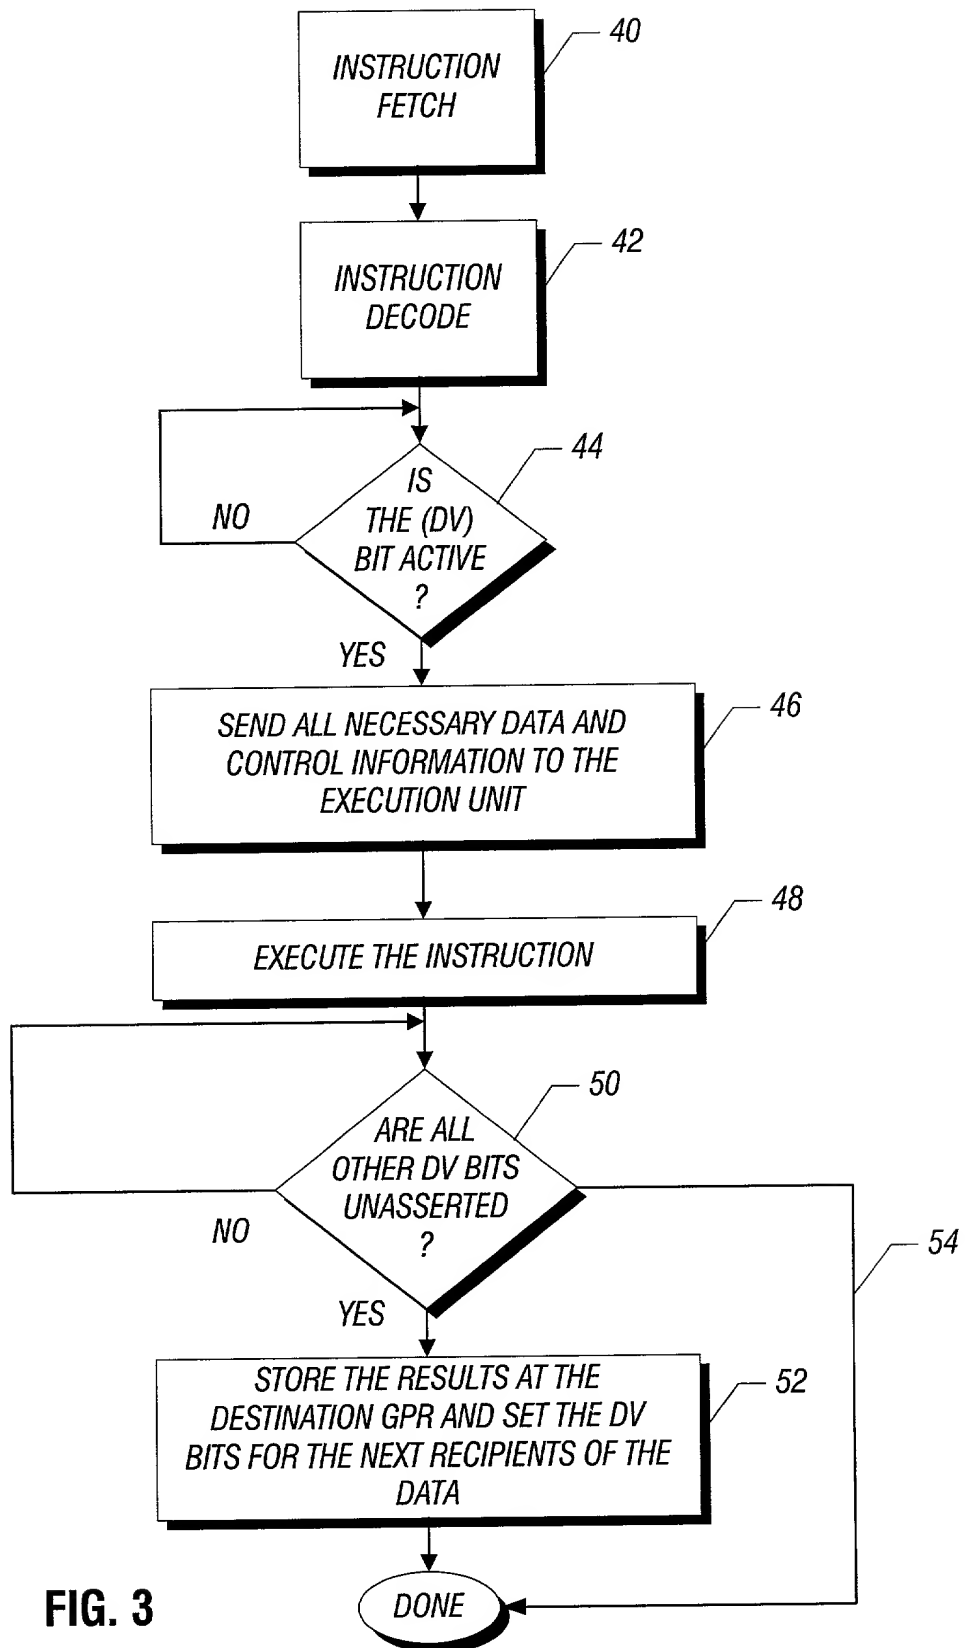 40
INSTRUCTION
FETCH
42
INSTRUCTION
DECODE
44
IS
THE (DV)
BIT ACTIVE
?
NO
YES
46
SEND ALL NECESSARY DATA AND
CONTROL INFORMATION TO THE
EXECUTION UNIT
48
EXECUTE THE INSTRUCTION
50
ARE ALL
OTHER DV BITS
UNASSERTED
?
NO
54
YES
52
STORE THE RESULTS AT THE
DESTINATION GPR AND SET THE DV
BITS FOR THE NEXT RECIPIENTS OF THE
DATA
DONE
FIG. 3